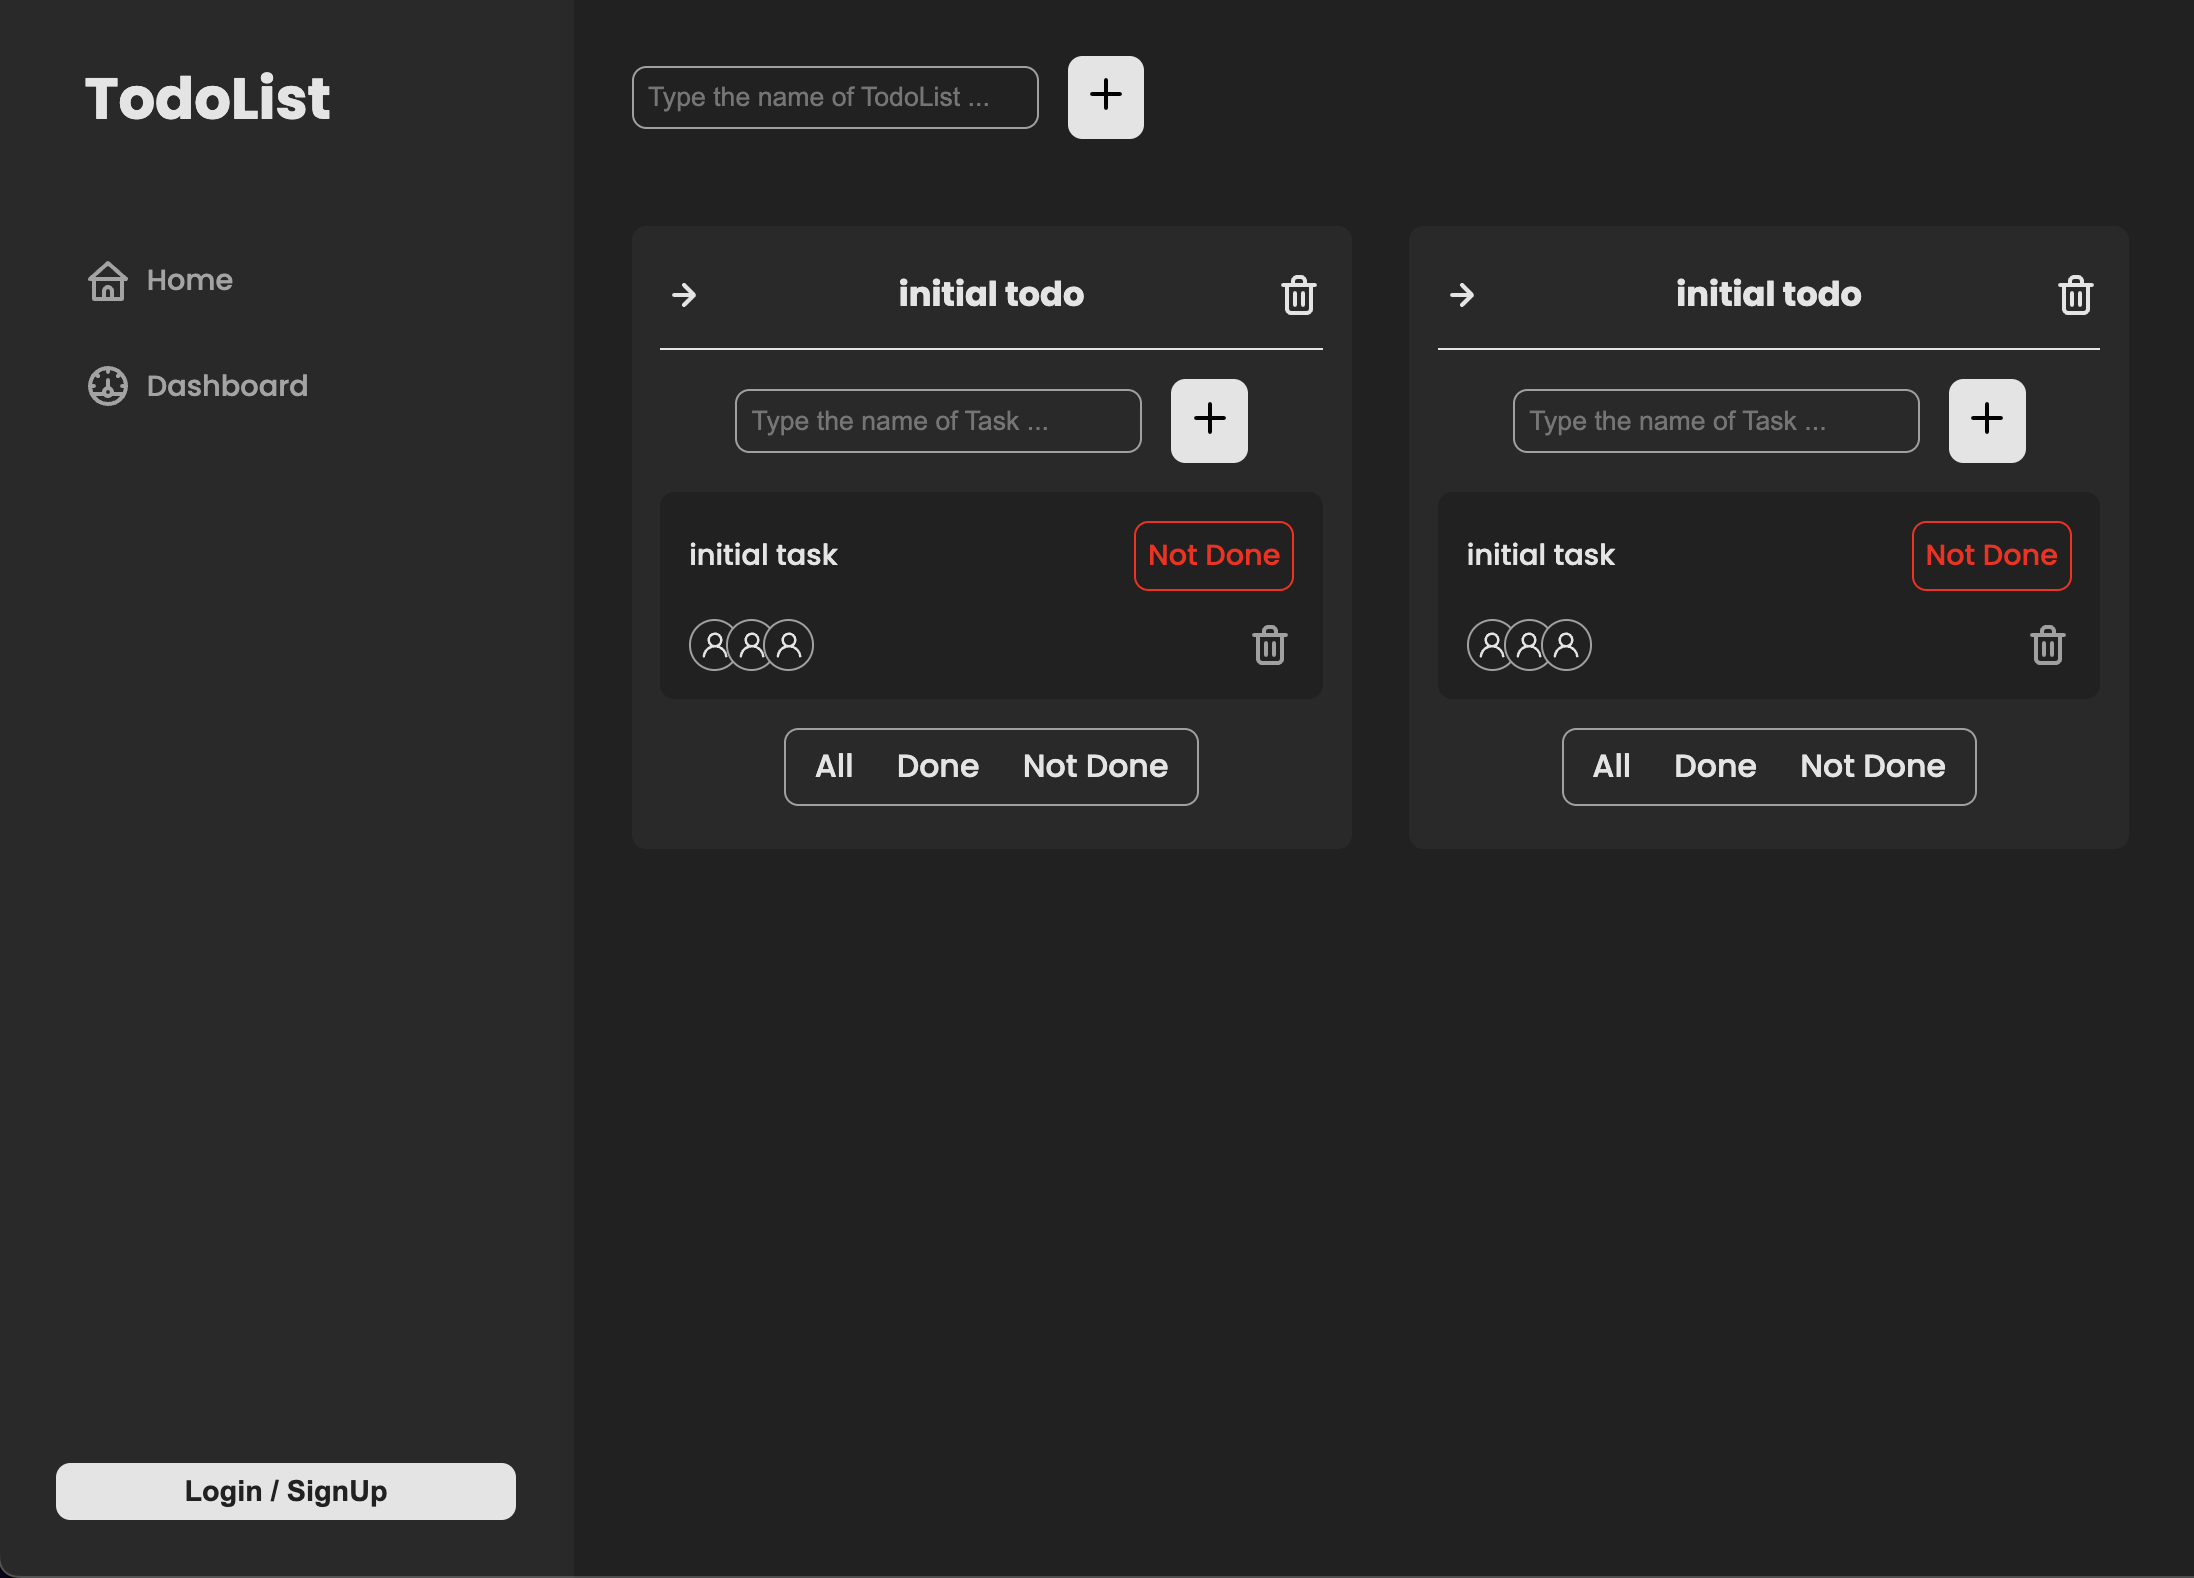 TodoList
Home
Dashboard
Login / SignUp
Type the name of TodoList ...
initial todo
Type the name of Task ...
initial task
Not Done
All Done Not Done
initial todo
Type the name of Task ...
initial task
Not Done
All Done Not Done